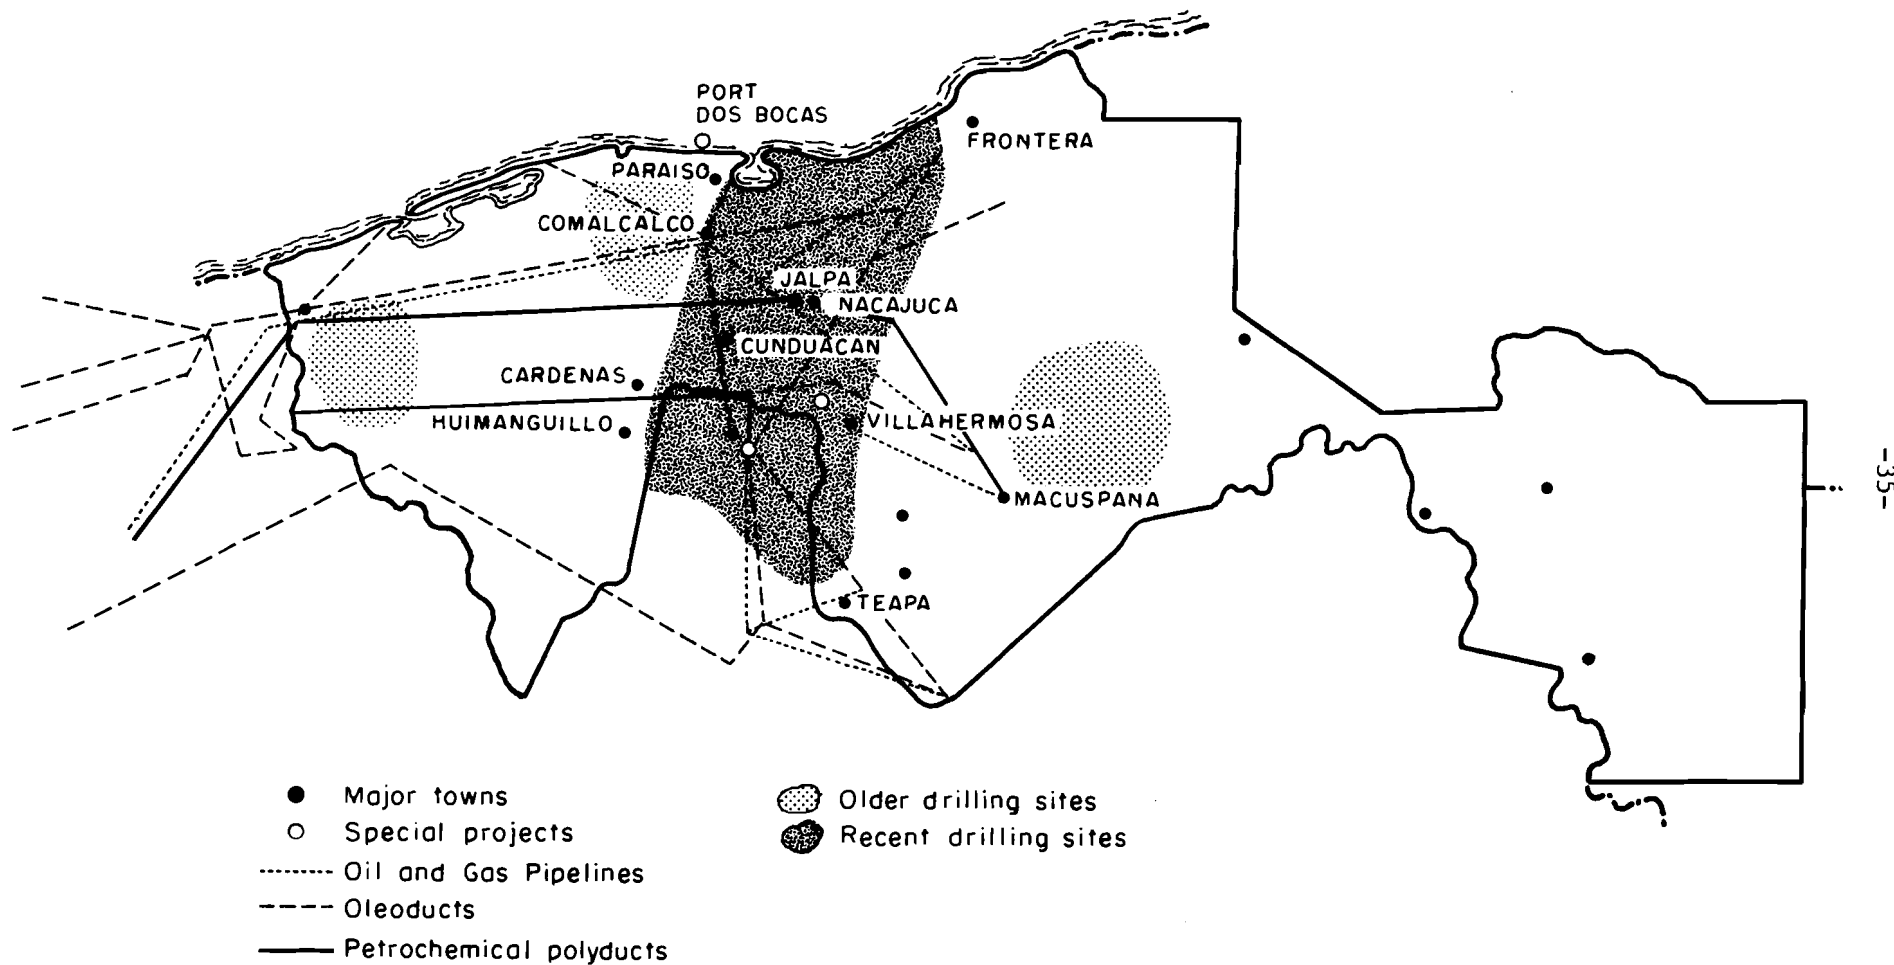 PORT
DOS BOCAS
FRONTERA
PARAISO
COMALCALCO
JALPA
NACAJUCA
CUNDUACAN
CARDENAS
HUIMANGUILLO
VILLAHERMOSA
MACUSPANA
TEAPA
-35-
Major towns
Special projects
Oil and Gas Pipelines
Oleoducts
Petrochemical polyducts
Older drilling sites
Recent drilling sites